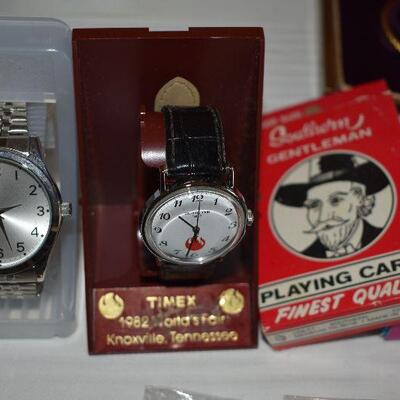 TIMEX
1982 World's Fair
Knoxville, Tennessee
Southern
GENTLEMAN
PLAYING CAR
FINEST QUAL